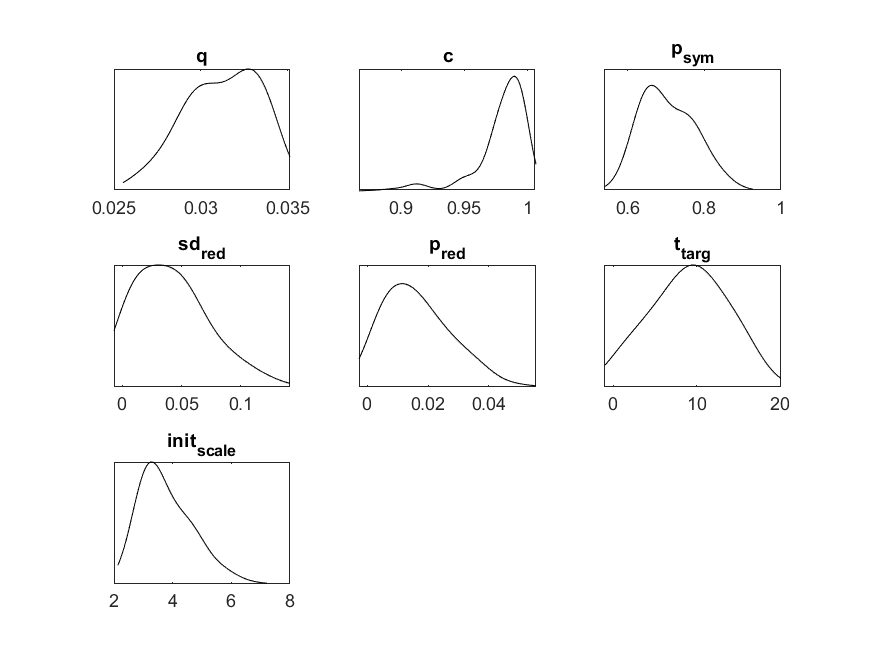 q c p_sym
0.025 0.03 0.035 0.9 0.95 1 0.6 0.8 1
sd_red p_red t_targ
0 0.05 0.1 0 0.02 0.04 0 10 20
init_scale
2 4 6 8